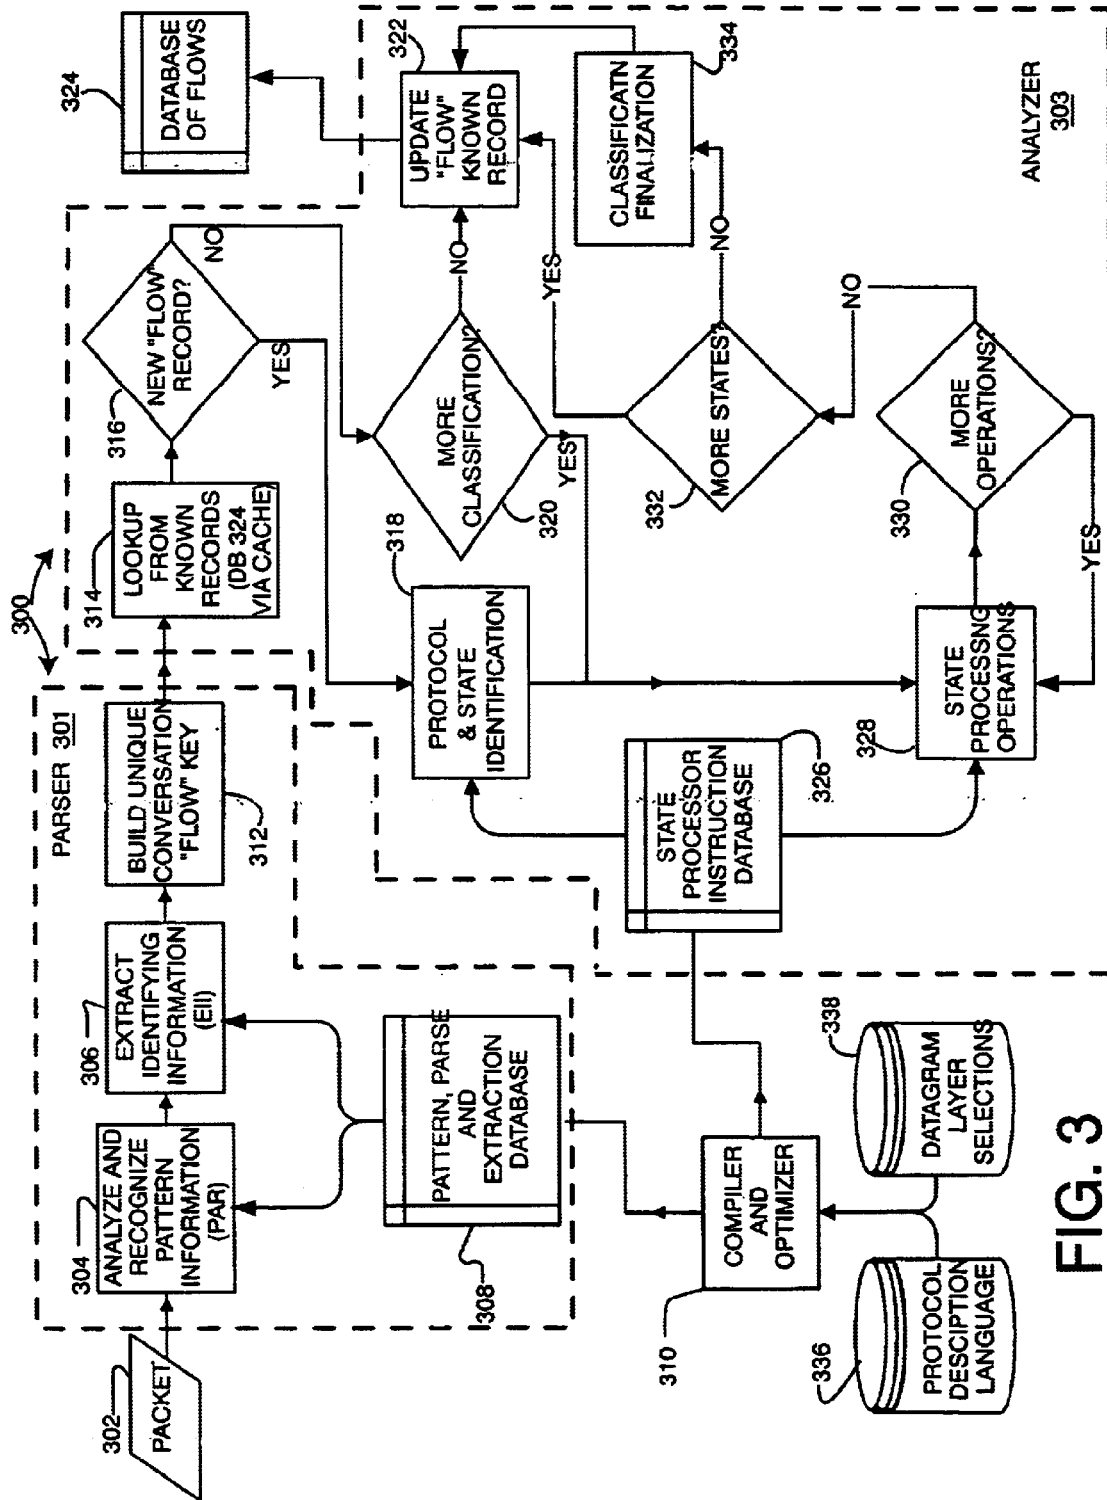 300
PARSER 301
302
PACKET
304
ANALYZE AND
RECOGNIZE
PATTERN
INFORMATION
(PAR)
306
EXTRACT
IDENTIFYING
INFORMATION
(EII)
BUILD UNIQUE
CONVERSATION
"FLOW" KEY
312
314
LOOKUP
FROM
KNOWN
RECORDS
(DB 324
VIA CACHE)
316
NEW "FLOW"
RECORD?
NO
YES
324
DATABASE
OF FLOWS
PATTERN, PARSE
AND
EXTRACTION
DATABASE
308
318
PROTOCOL
& STATE
IDENTIFICATION
MORE
CLASSIFICATION?
320
NO
YES
322
UPDATE
"FLOW"
KNOWN
RECORD
STATE
PROCESSOR
INSTRUCTION
DATABASE
326
MORE STATES?
332
YES
NO
CLASSIFICATN
FINALIZATION
334
310
COMPILER
AND
OPTIMIZER
328
STATE
PROCESSNG
OPERATIONS
330
MORE
OPERATIONS?
NO
YES
ANALYZER
303
336
PROTOCOL
DESCIPTION
LANGUAGE
338
DATAGRAM
LAYER
SELECTIONS
FIG. 3